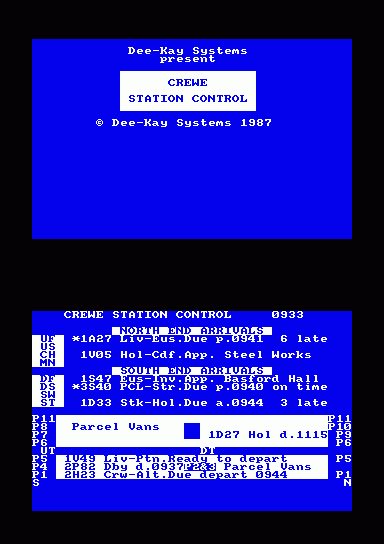 Dee-Kay Systems
present
CREWE
STATION CONTROL
© Dee-Kay Systems 1987
CREWE STATION CONTROL 0933
NORTH END ARRIVALS
UF *1A27 Liv-Eus.Due p.0941 6 late
US
CH 1V05 Hol-Cdf.App. Steel Works
MN
SOUTH END ARRIVALS
DF 1S47 Eus-Inv.App. Basford Hall
DS *3S40 PCL-Str.Due p.0940 on time
SW
ST 1D33 Stk-Hol.Due a.0944 3 late
P11 P11
P8 Parcel Vans P10
P7 1D27 Hol d.1115 P9
P6 P6
UT DT
P5 1V49 Liv-Ptn.Ready to depart P5
P4 2P82 Dby d.0937 P2&3 Parcel Vans
P1 2H23 Crw-Alt.Due depart 0944 P1
S N